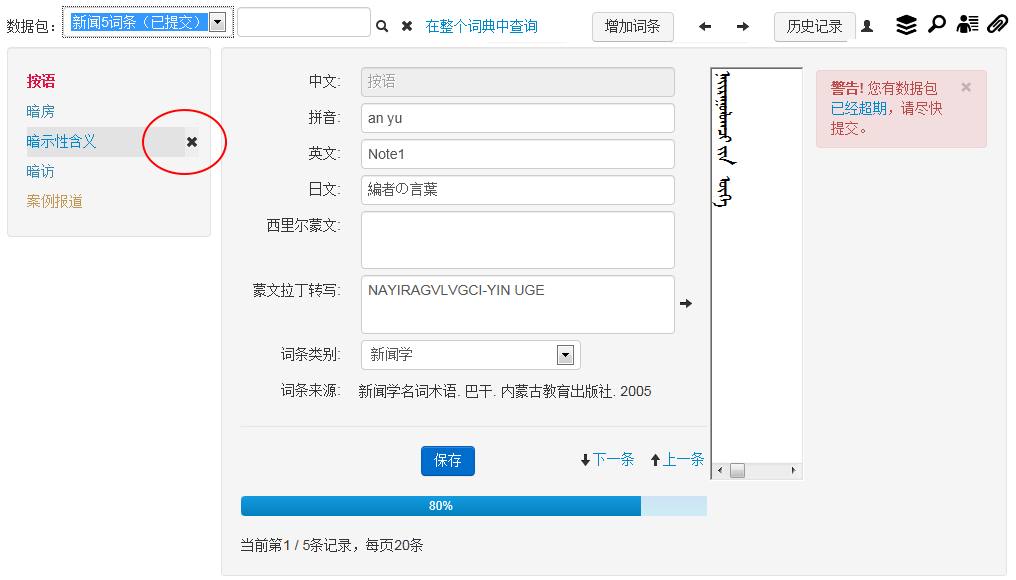 数据包: 新闻5词条（已提交） 在整个词典中查询 增加词条 历史记录
按语
暗房
暗示性含义
暗访
案例报道
中文: 按语
拼音: an yu
英文: Note1
日文: 編者の言葉
西里尔蒙文:
蒙文拉丁转写: NAYIRAGVLVGCI-YIN UGE
词条类别: 新闻学
词条来源: 新闻学名词术语. 巴干. 内蒙古教育出版社. 2005
保存 下一条 上一条
80%
当前第1 / 5条记录，每页20条
警告! 您有数据包
已经超期，请尽快
提交。